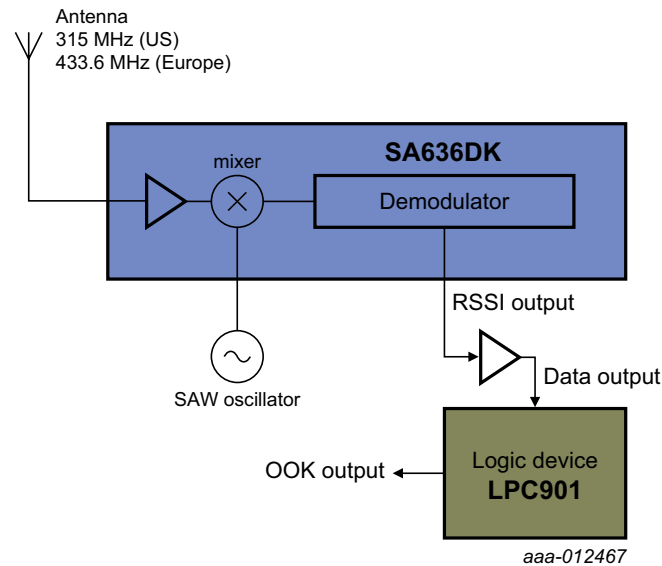 Antenna
315 MHz (US)
433.6 MHz (Europe)
SA636DK
mixer
Demodulator
RSSI output
SAW oscillator
Data output
OOK output
Logic device
LPC901
aaa-012467